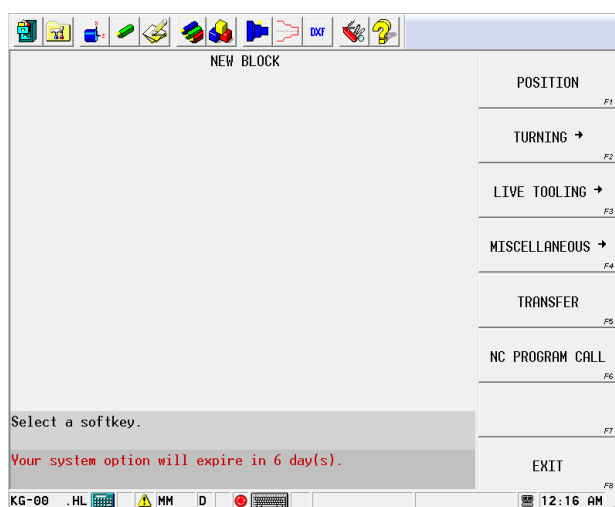 DXF
NEW BLOCK
POSITION
F1
TURNING →
F2
LIVE TOOLING →
F3
MISCELLANEOUS →
F4
TRANSFER
F5
NC PROGRAM CALL
F6
F7
Select a softkey.
Your system option will expire in 6 day(s).
EXIT
F8
KG-00 .HL MM D 12:16 AM